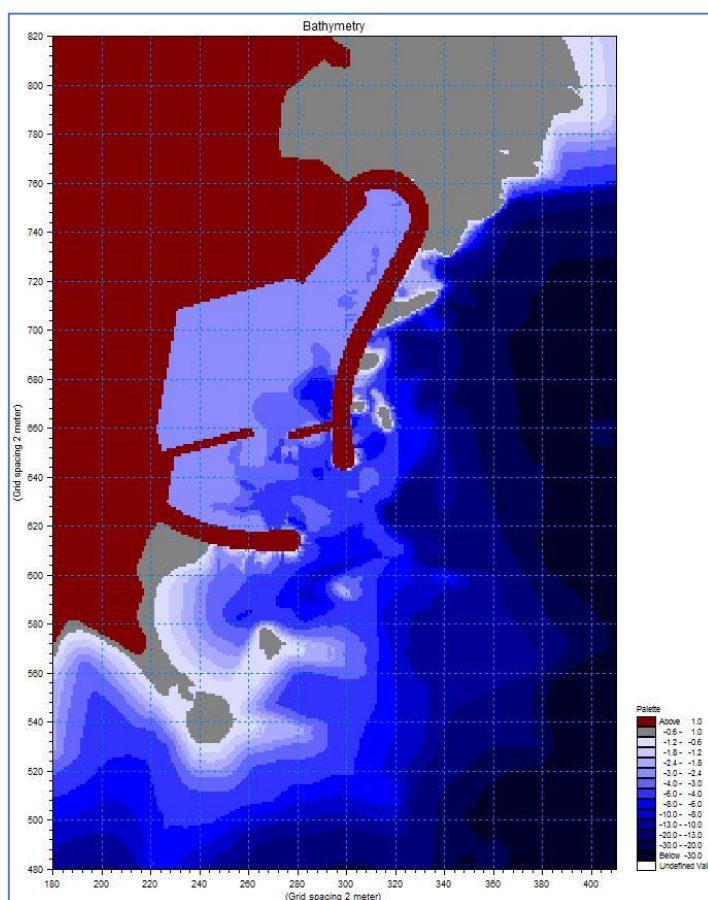 Bathymetry
820
800
780
760
740
720
700
680
660
640
620
600
580
560
540
520
500
480
(Grid spacing 2 meter)
180 200 220 240 260 280 300 320 340 360 380 400
(Grid spacing 2 meter)
Palette
Above 1.0
-0.6 - 1.0
-1.2 - -0.6
-1.8 - -1.2
-2.4 - -1.8
-3.0 - -2.4
-4.0 - -3.0
-6.0 - -4.0
-8.0 - -6.0
-10.0 - -8.0
-13.0 - -10.0
-20.0 - -13.0
-30.0 - -20.0
Below -30.0
Undefined Val